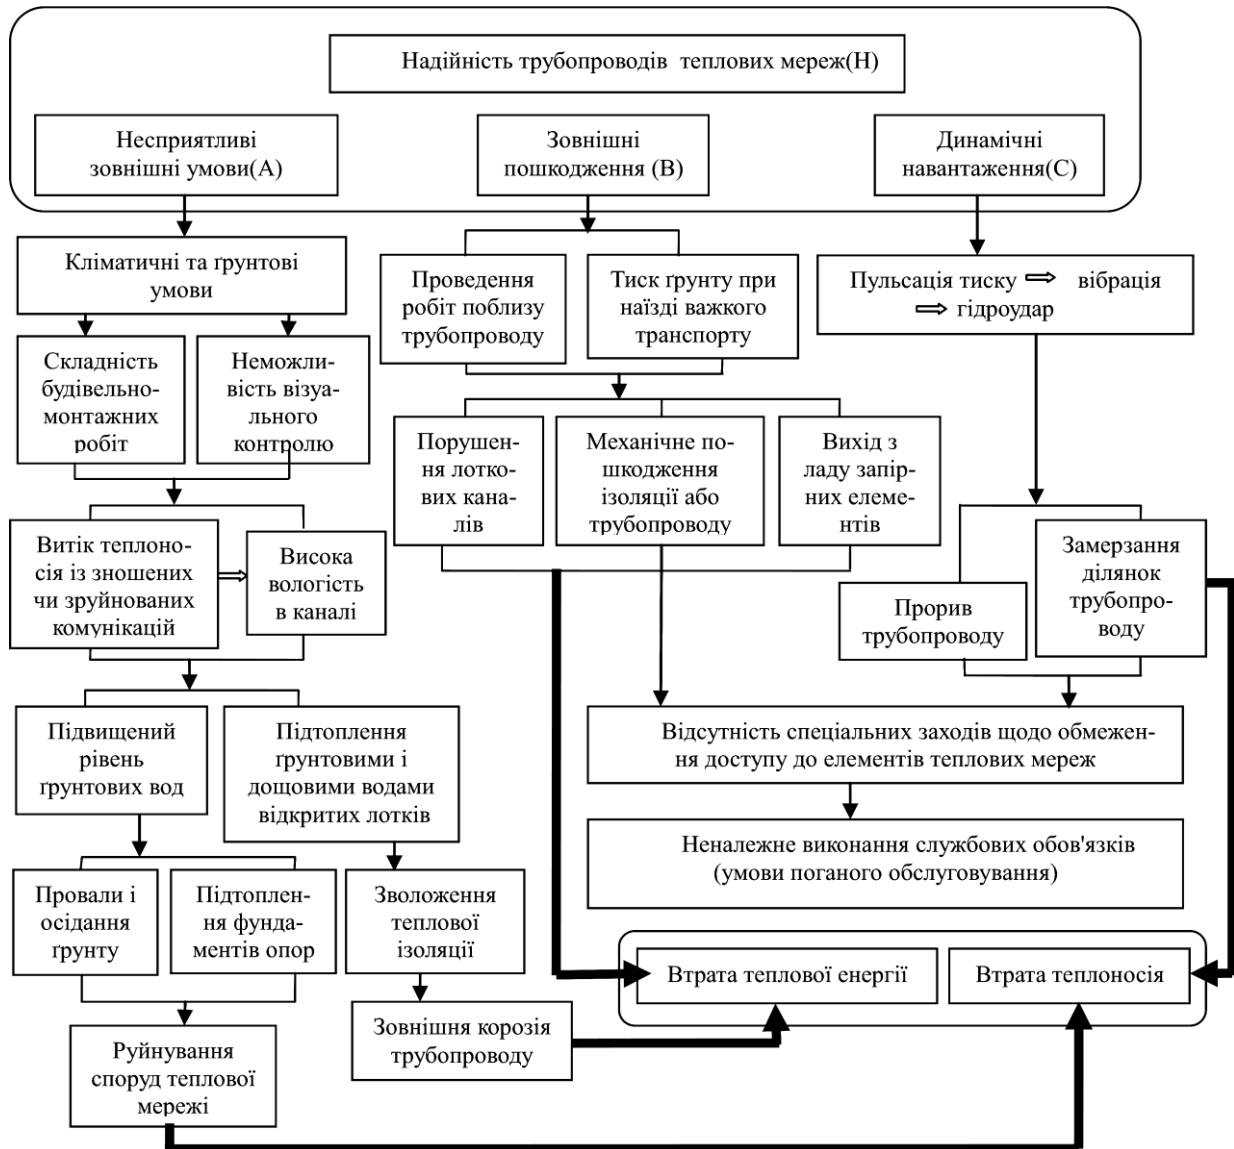 Надійність трубопроводів теплових мереж(Н)
Несприятливі
зовнішні умови(А)
Зовнішні
пошкодження (В)
Динамічні
навантаження(С)
Кліматичні та ґрунтові
умови
Проведення
робіт поблизу
трубопроводу
Тиск ґрунту при
наїзді важкого
транспорту
Пульсація тиску ⇒ вібрація
⇒ гідроудар
Складність
будівельно-
монтажних
робіт
Неможли-
вість візуа-
льного
контролю
Порушен-
ня лотко-
вих кана-
лів
Механічне по-
шкодження
ізоляції або
трубопроводу
Вихід з
ладу запір-
них елеме-
нтів
Витік теплоно-
сія із зношених
чи зруйнованих
комунікацій
Висока
вологість
в каналі
Прорив
трубопроводу
Замерзання
ділянок
трубопро-
воду
Підвищений
рівень
ґрунтових вод
Підтоплення
ґрунтовими і
дощовими водами
відкритих лотків
Відсутність спеціальних заходів щодо обмежен-
ня доступу до елементів теплових мереж
Неналежне виконання службових обов'язків
(умови поганого обслуговування)
Провали і
осідання
ґрунту
Підтоплен-
ня фунда-
ментів опор
Зволоження
теплової
ізоляції
Втрата теплової енергії
Втрата теплоносія
Зовнішня корозія
трубопроводу
Руйнування
споруд теплової
мережі